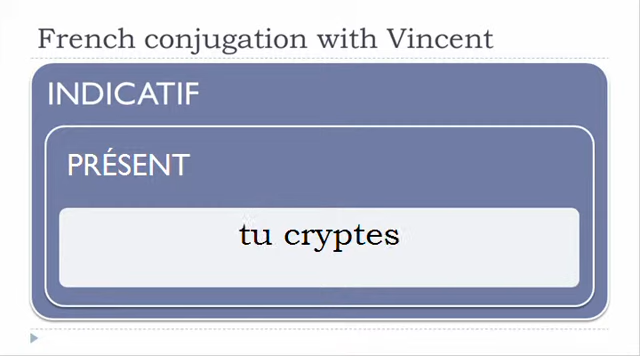 French conjugation with Vincent
INDICATIF
PRÉSENT
tu cryptes